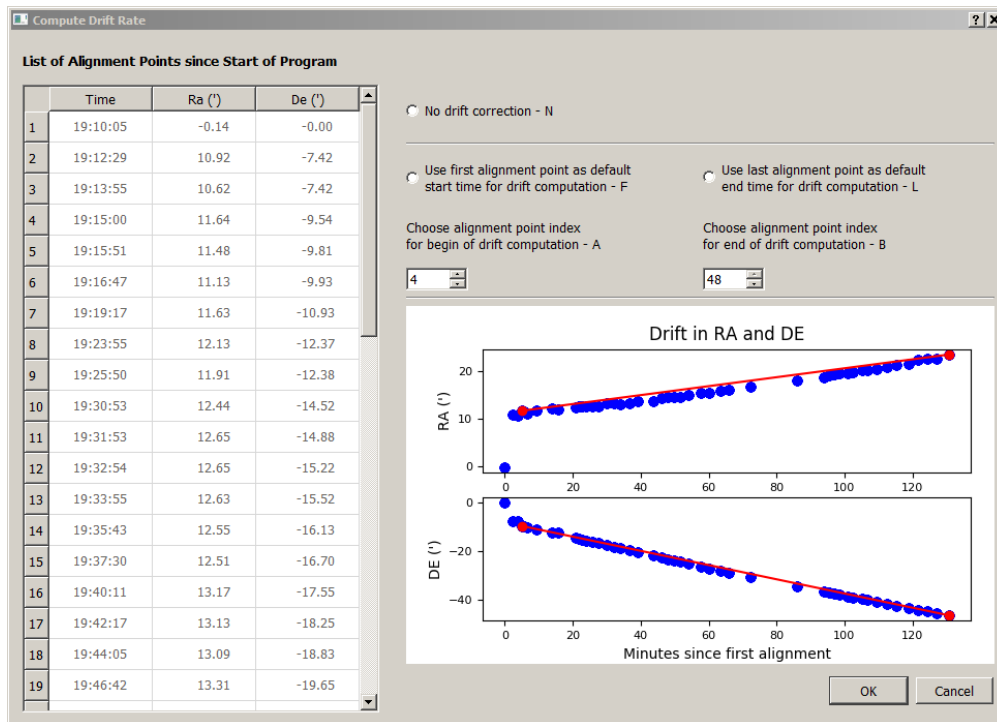 Compute Drift Rate
List of Alignment Points since Start of Program
Time Ra (') De (')
1 19:10:05 -0.14 -0.00
2 19:12:29 10.92 -7.42
3 19:13:55 10.62 -7.42
4 19:15:00 11.64 -9.54
5 19:15:51 11.48 -9.81
6 19:16:47 11.13 -9.93
7 19:19:17 11.63 -10.93
8 19:23:55 12.13 -12.37
9 19:25:50 11.91 -12.38
10 19:30:53 12.44 -14.52
11 19:31:53 12.65 -14.88
12 19:32:54 12.65 -15.22
13 19:33:55 12.63 -15.52
14 19:35:43 12.55 -16.13
15 19:37:30 12.51 -16.70
16 19:40:11 13.17 -17.55
17 19:42:17 13.13 -18.25
18 19:44:05 13.09 -18.83
19 19:46:42 13.31 -19.65
No drift correction - N
Use first alignment point as default
start time for drift computation - F
Use last alignment point as default
end time for drift computation - L
Choose alignment point index
for begin of drift computation - A
Choose alignment point index
for end of drift computation - B
4
48
Drift in RA and DE
RA (')
20
10
0
0 20 40 60 80 100 120
DE (')
0
−20
−40
0 20 40 60 80 100 120
Minutes since first alignment
OK
Cancel